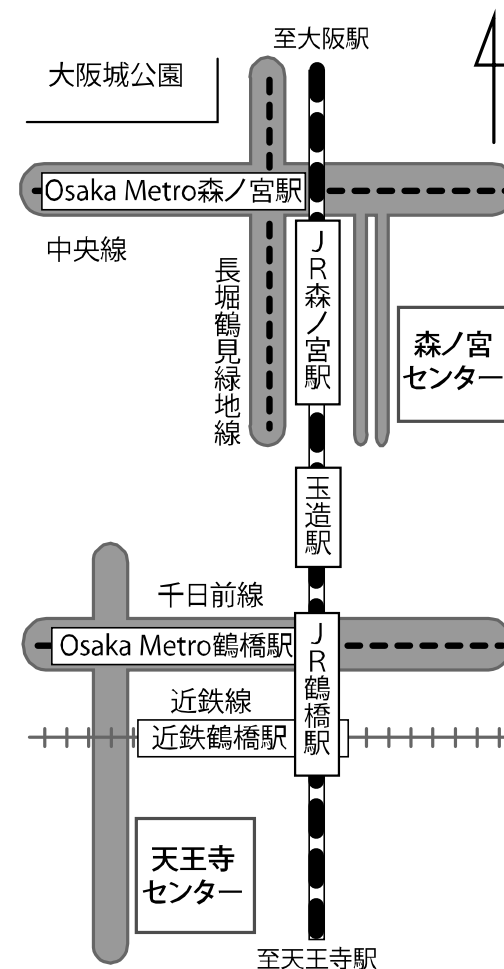 至大阪駅
大阪城公園
Osaka Metro森ノ宮駅
中央線
長堀鶴見緑地線
JR森ノ宮駅
森ノ宮
センター
玉造駅
千日前線
Osaka Metro鶴橋駅
JR鶴橋駅
近鉄線
近鉄鶴橋駅
天王寺
センター
至天王寺駅